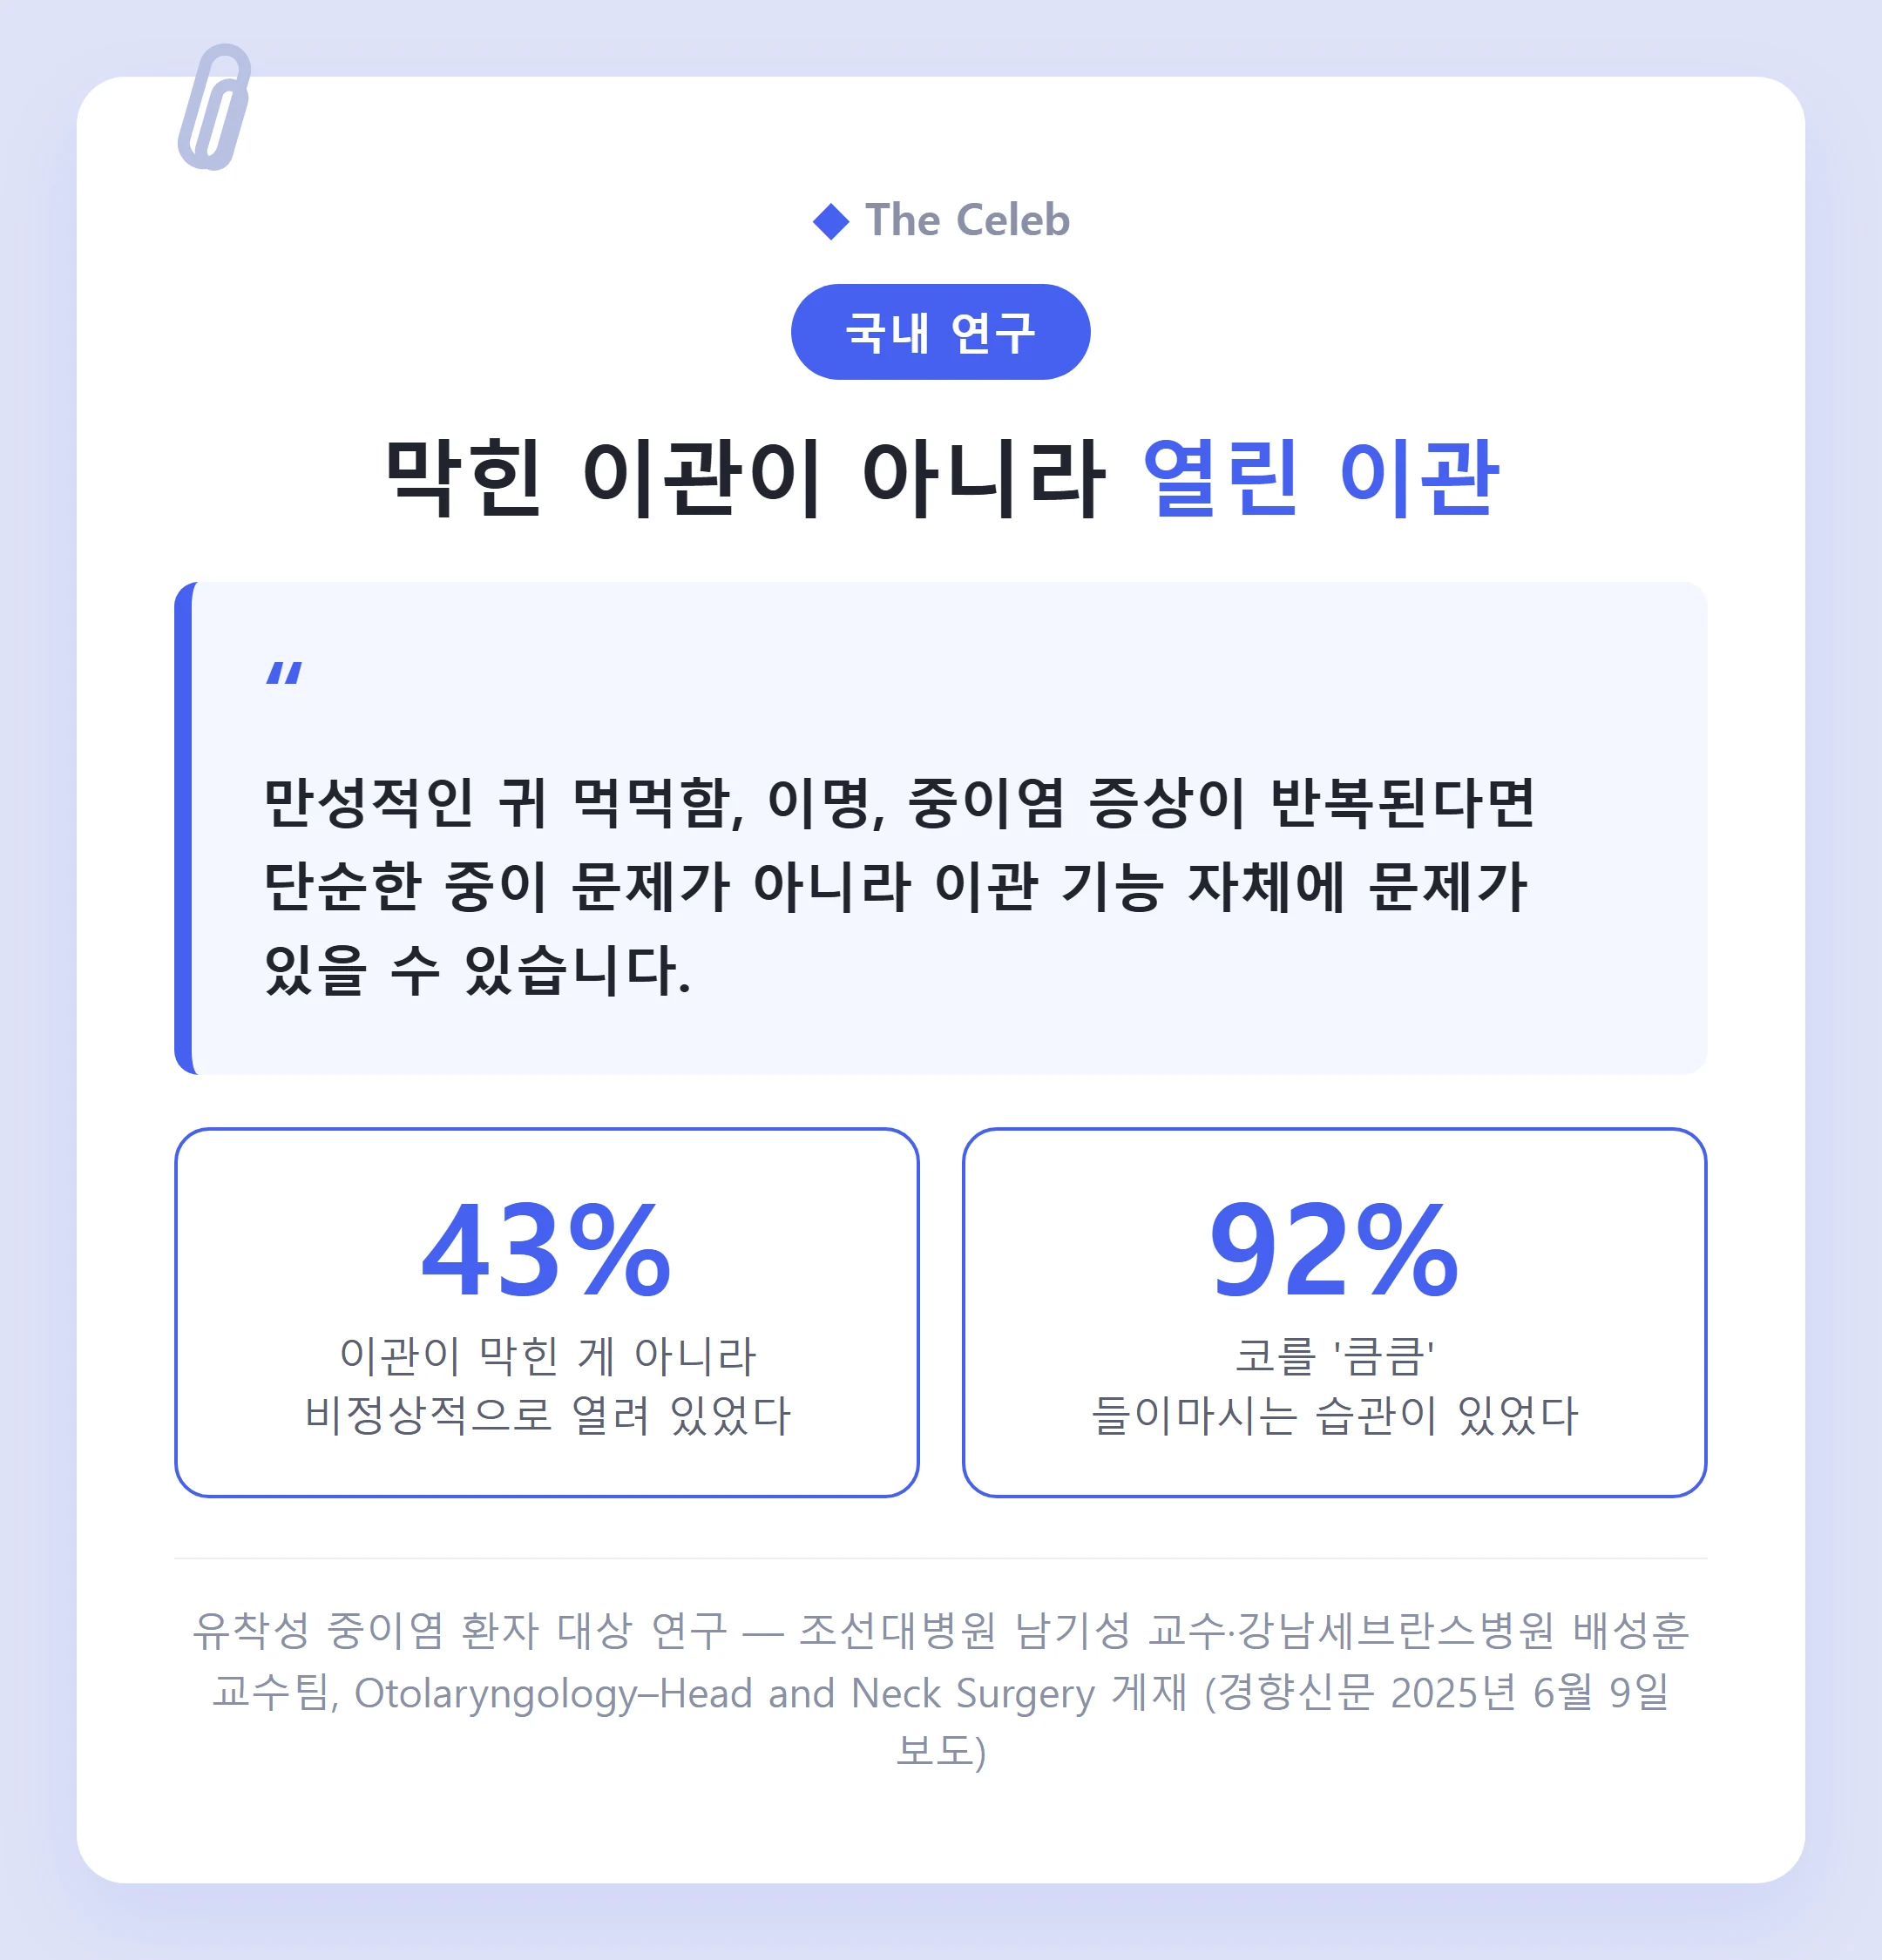 ◆ The Celeb
국내 연구
막힌 이관이 아니라 열린 이관
“
만성적인 귀 먹먹함, 이명, 중이염 증상이 반복된다면
단순한 중이 문제가 아니라 이관 기능 자체에 문제가
있을 수 있습니다.
43%
이관이 막힌 게 아니라
비정상적으로 열려 있었다
92%
코를 '킁킁'
들이마시는 습관이 있었다
유착성 중이염 환자 대상 연구 — 조선대병원 남기성 교수·강남세브란스병원 배성훈
교수팀, Otolaryngology–Head and Neck Surgery 게재 (경향신문 2025년 6월 9일
보도)